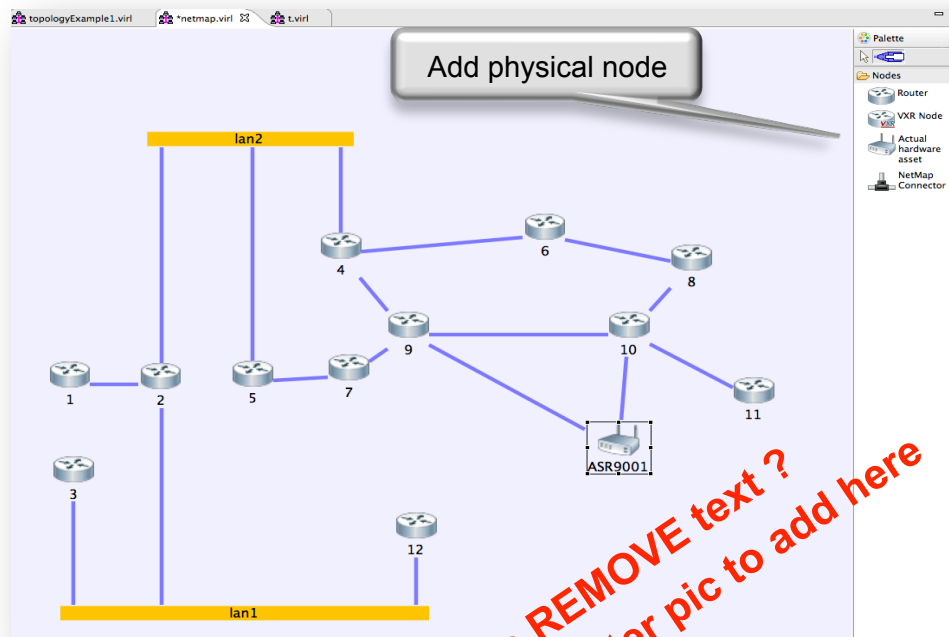 topologyExample1.virl
*netmap.virl
t.virl
Palette
Add physical node
Nodes
Router
VXR Node
VXR
Actual
hardware
asset
NetMap
Connector
lan2
4
6
8
9
10
1
2
5
7
11
ASR9001
3
12
lan1
REMOVE text ?
pic to add here